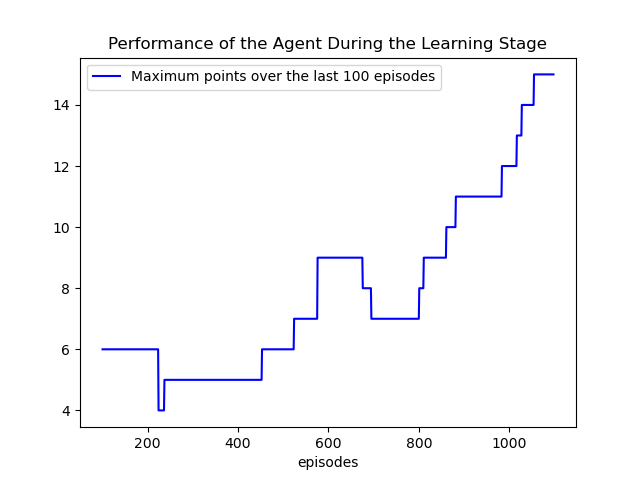 Performance of the Agent During the Learning Stage
Maximum points over the last 100 episodes
14
12
10
8
6
4
200 400 600 800 1000
episodes